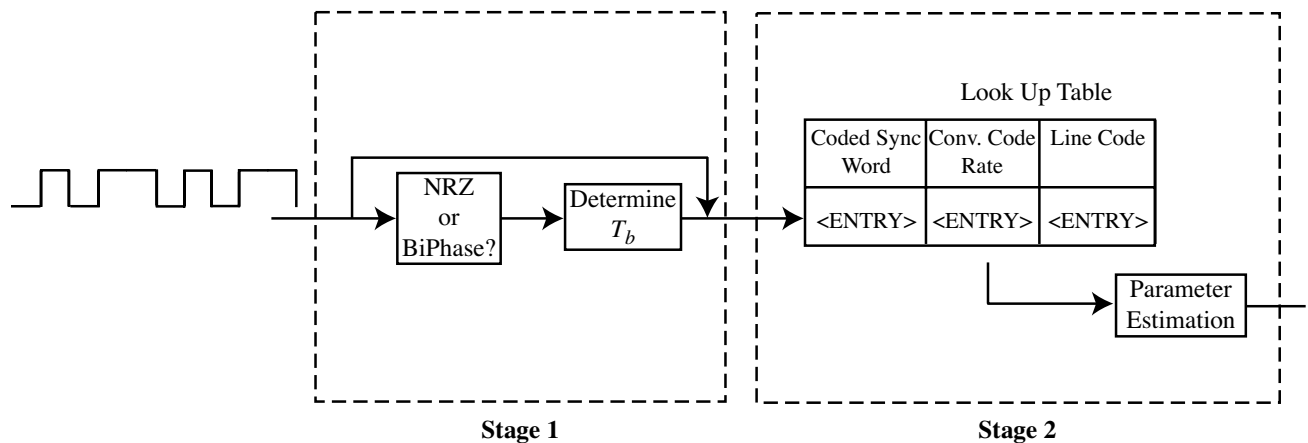 NRZ
or
BiPhase?
Determine
T_b
Look Up Table
Coded Sync
Word
Conv. Code
Rate
Line Code
<ENTRY>
<ENTRY>
<ENTRY>
Parameter
Estimation
Stage 1
Stage 2